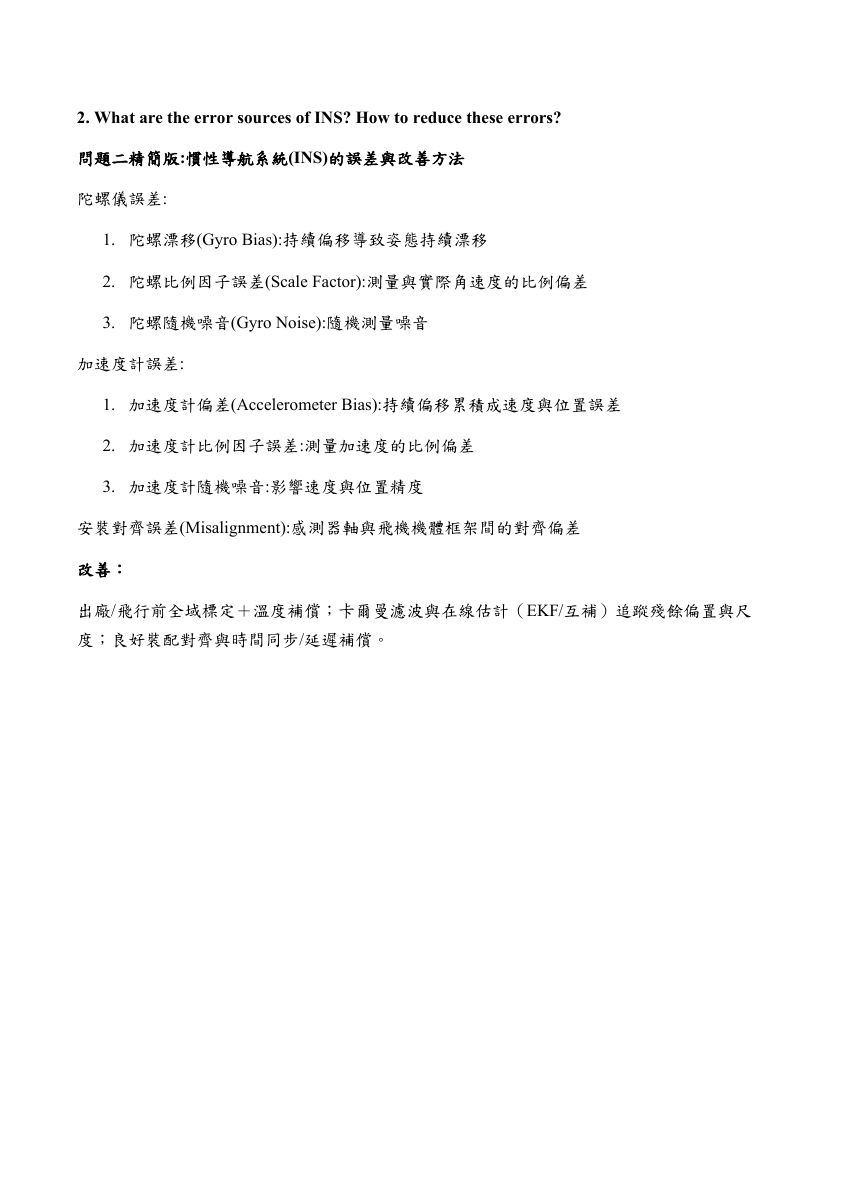 2. What are the error sources of INS? How to reduce these errors?
問題二精簡版:慣性導航系統(INS)的誤差與改善方法
陀螺儀誤差:
1. 陀螺漂移(Gyro Bias):持續偏移導致姿態持續漂移
2. 陀螺比例因子誤差(Scale Factor):測量與實際角速度的比例偏差
3. 陀螺隨機噪音(Gyro Noise):隨機測量噪音
加速度計誤差:
1. 加速度計偏差(Accelerometer Bias):持續偏移累積成速度與位置誤差
2. 加速度計比例因子誤差:測量加速度的比例偏差
3. 加速度計隨機噪音:影響速度與位置精度
安裝對齊誤差(Misalignment):感測器軸與飛機機體框架間的對齊偏差
改善：
出廠/飛行前全域標定＋溫度補償；卡爾曼濾波與在線估計（EKF/互補）追蹤殘餘偏置與尺
度；良好裝配對齊與時間同步/延遲補償。